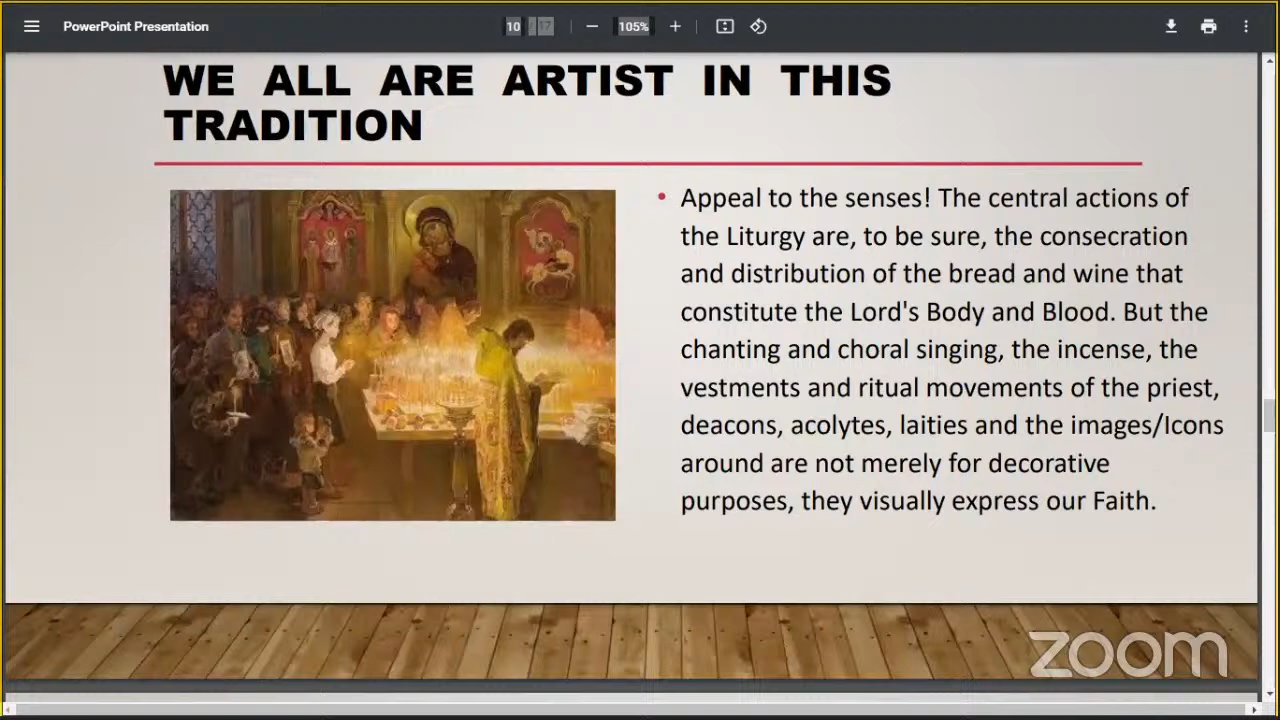 PowerPoint Presentation
10 / 17
105%
WE ALL ARE ARTIST IN THIS
TRADITION
• Appeal to the senses! The central actions of
the Liturgy are, to be sure, the consecration
and distribution of the bread and wine that
constitute the Lord's Body and Blood. But the
chanting and choral singing, the incense, the
vestments and ritual movements of the priest,
deacons, acolytes, laities and the images/Icons
around are not merely for decorative
purposes, they visually express our Faith.
zoom